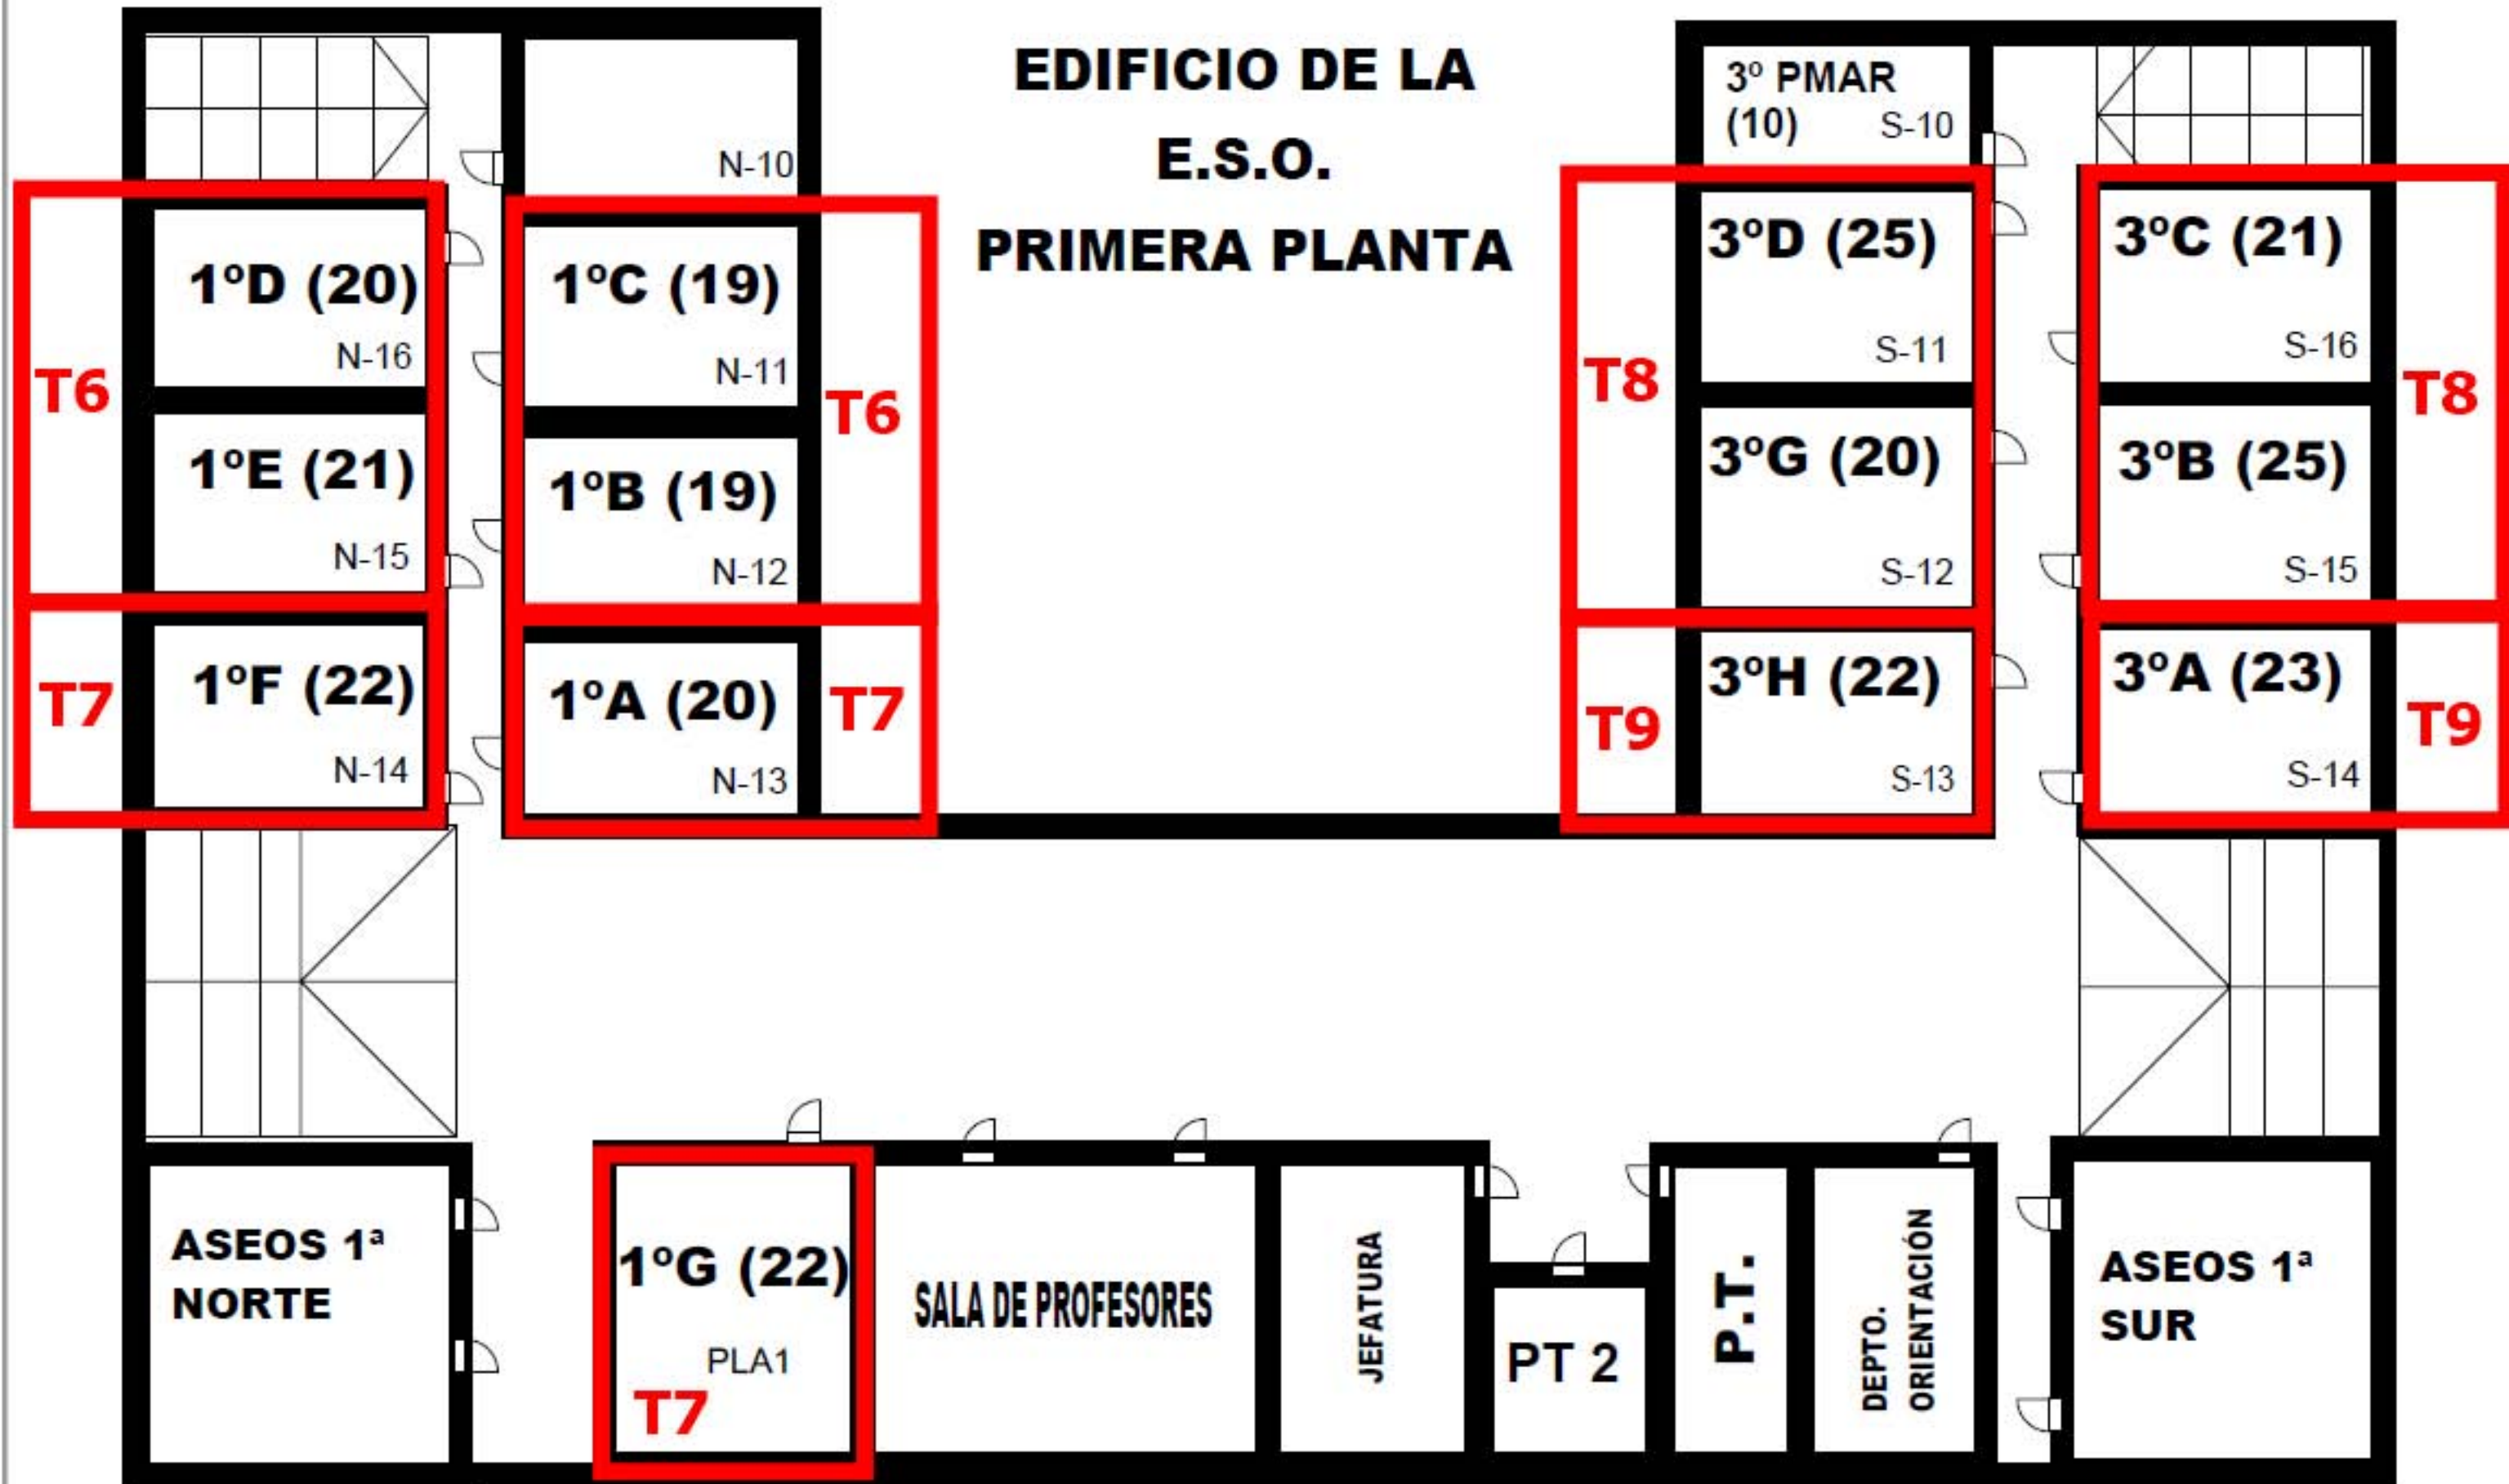 EDIFICIO DE LA
E.S.O.
PRIMERA PLANTA
N-10
3º PMAR
(10) S-10
T6
1ºD (20)
N-16
1ºE (21)
N-15
1ºC (19)
N-11
T6
1ºB (19)
N-12
T7
1ºF (22)
N-14
1ºA (20)
N-13
T7
T8
3ºD (25)
S-11
3ºG (20)
S-12
3ºC (21)
S-16
T8
3ºB (25)
S-15
T9
3ºH (22)
S-13
3ºA (23)
S-14
T9
ASEOS 1ª
NORTE
1ºG (22)
PLA1
T7
SALA DE PROFESORES
JEFATURA
PT 2
P.T.
DEPTO.
ORIENTACIÓN
ASEOS 1ª
SUR